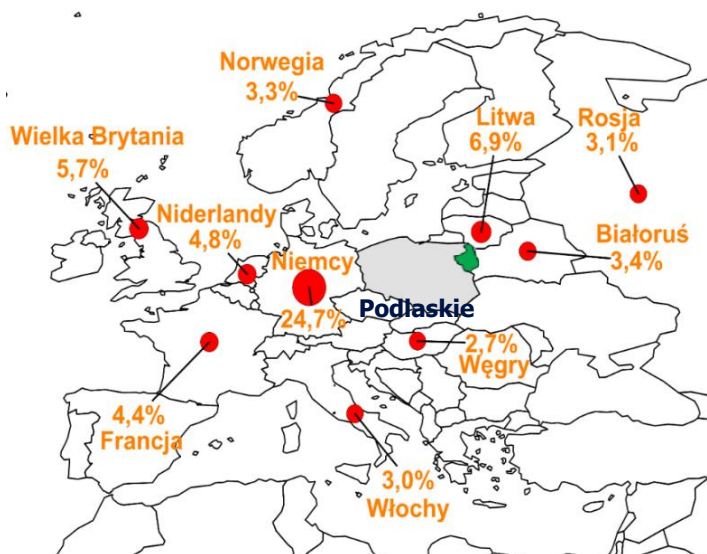 Norwegia
3,3%
Litwa
6,9%
Rosja
3,1%
Wielka Brytania
5,7%
Niderlandy
4,8%
Białoruś
3,4%
Niemcy
24,7%
Podlaskie
2,7%
Węgry
4,4%
Francja
3,0%
Włochy